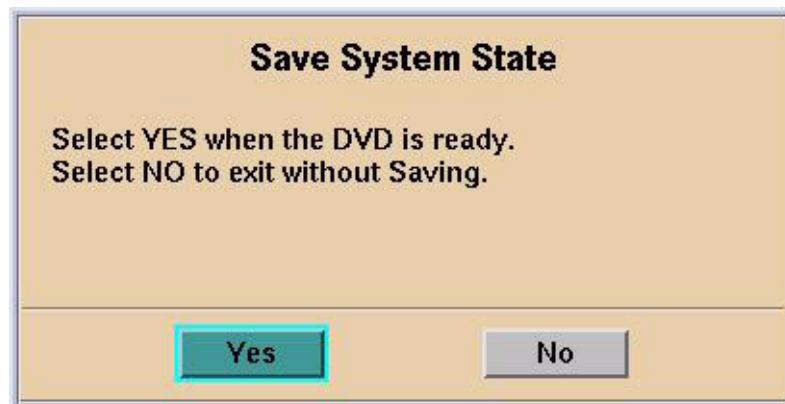 Save System State
Select YES when the DVD is ready.
Select NO to exit without Saving.
Yes
No